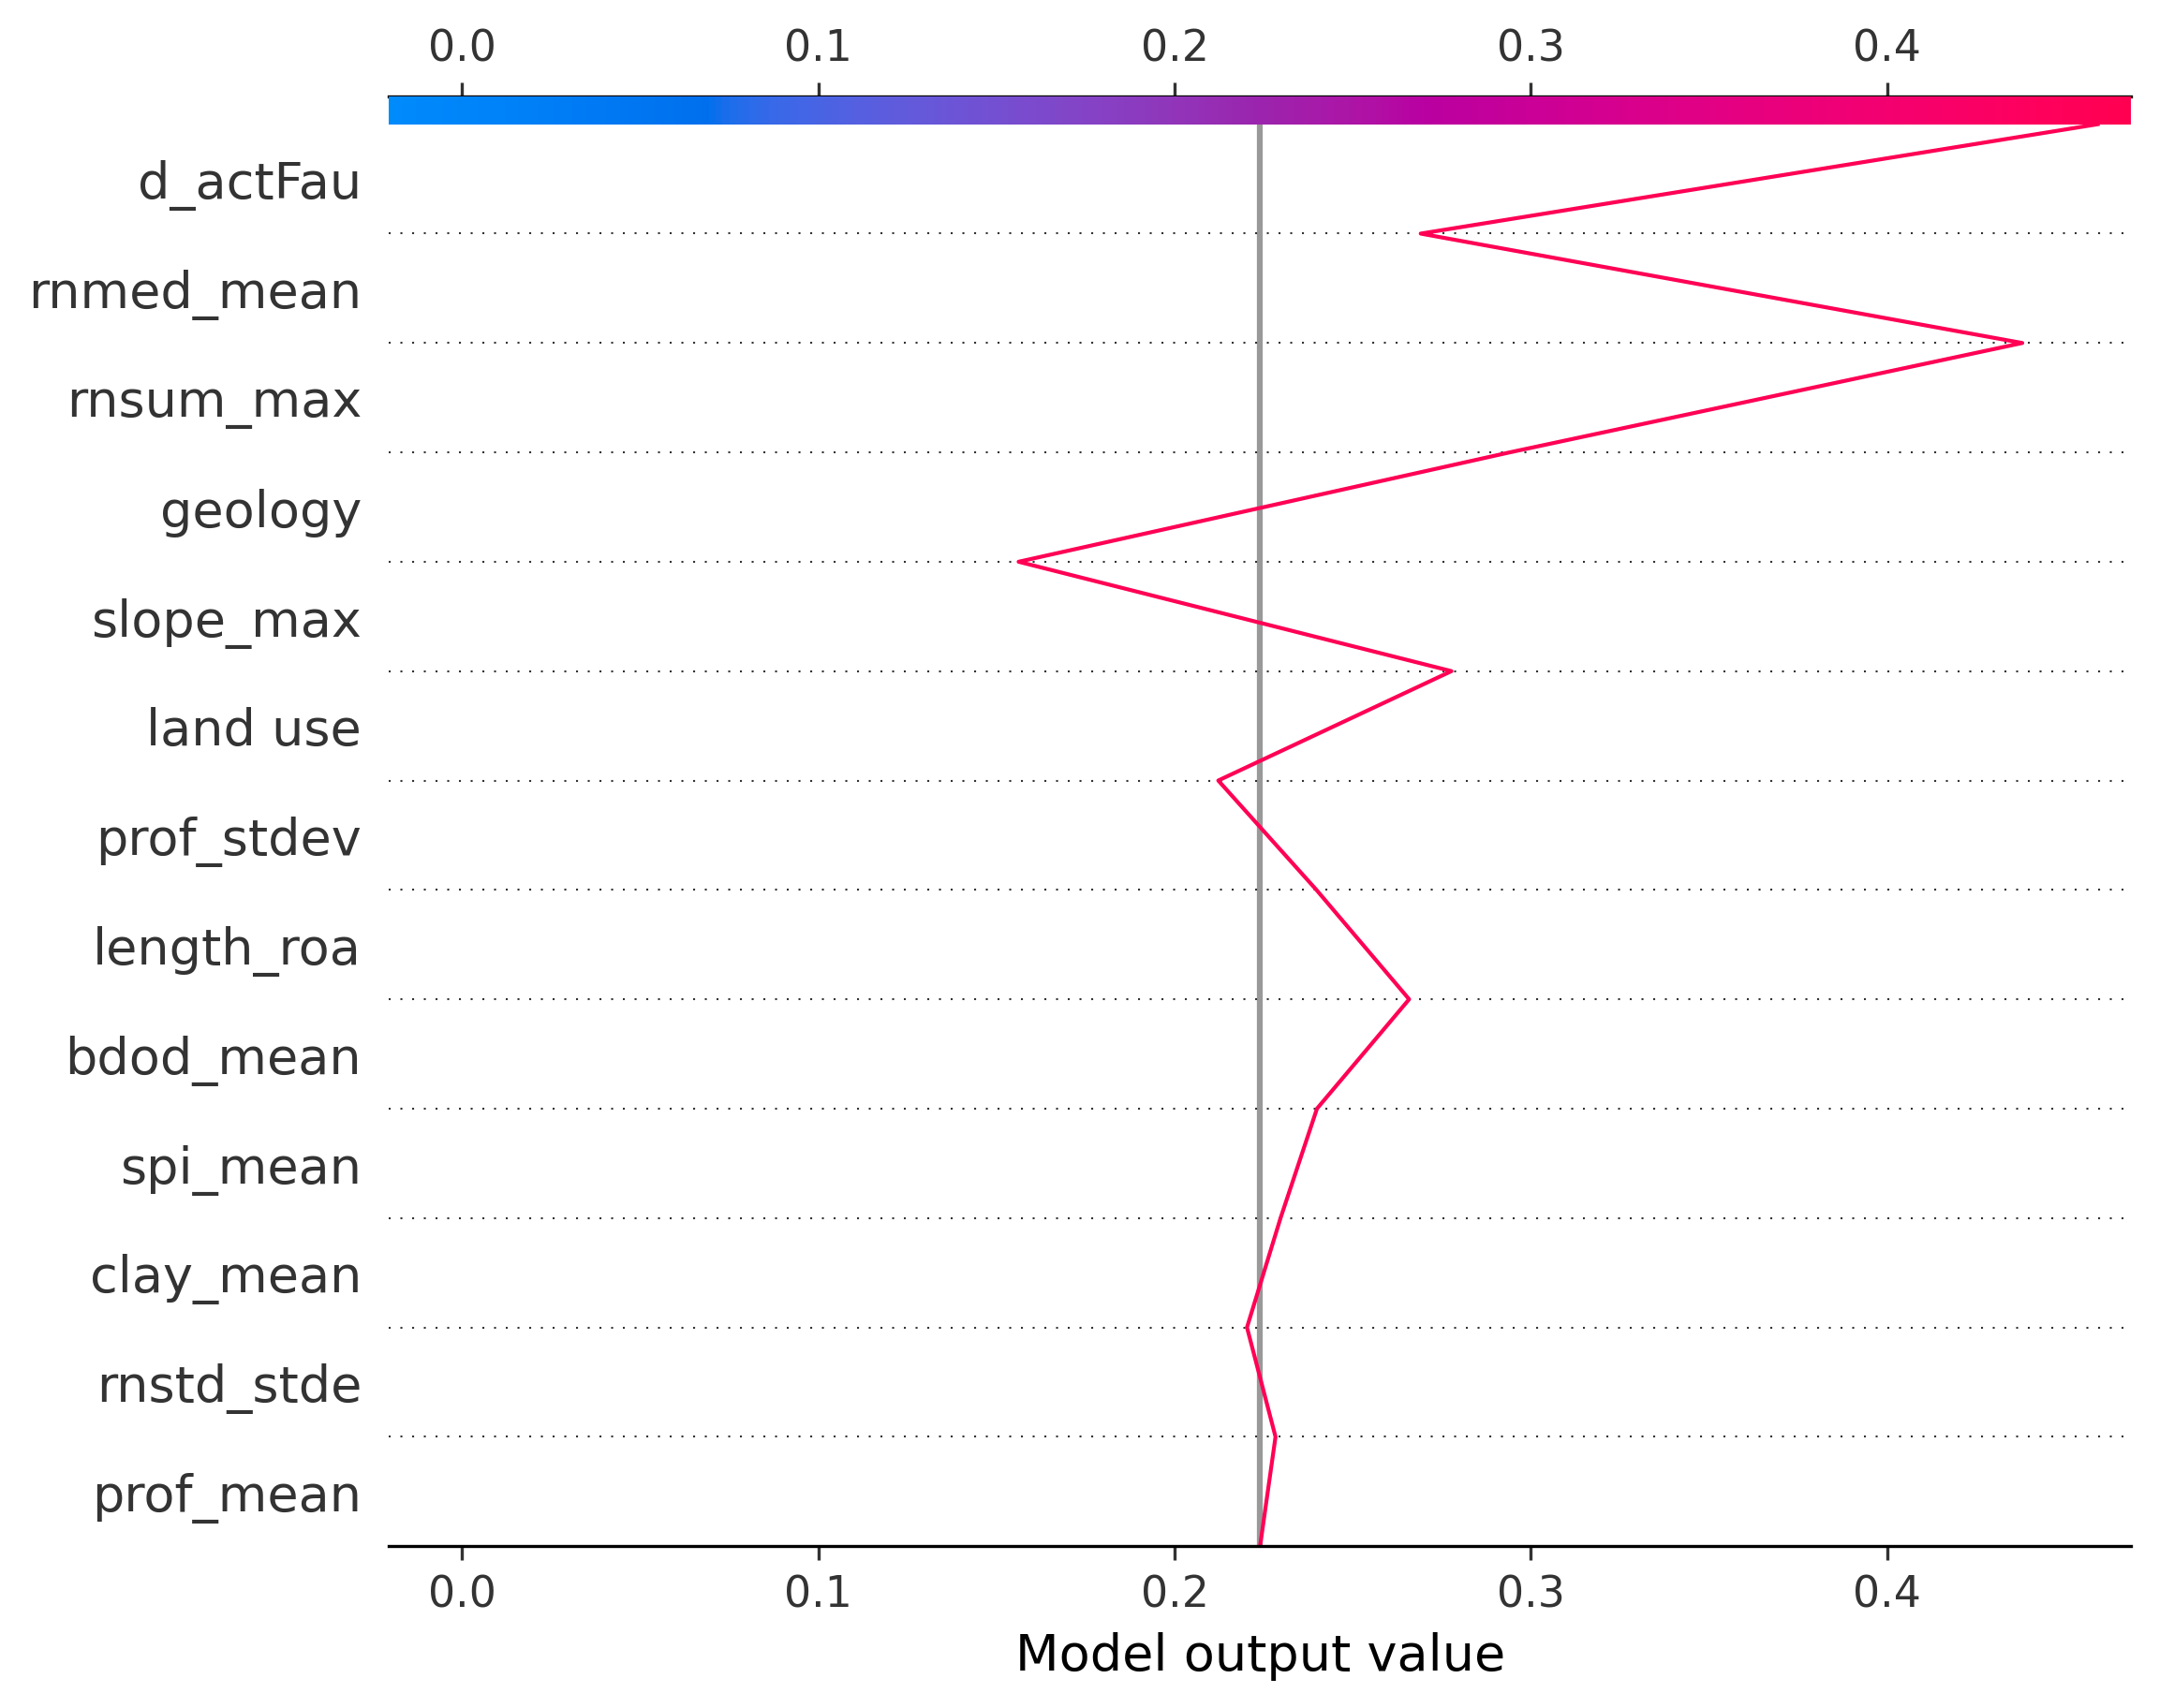 0.0 0.1 0.2 0.3 0.4
d_actFau
rnmed_mean
rnsum_max
geology
slope_max
land use
prof_stdev
length_roa
bdod_mean
spi_mean
clay_mean
rnstd_stde
prof_mean
0.0 0.1 0.2 0.3 0.4
Model output value